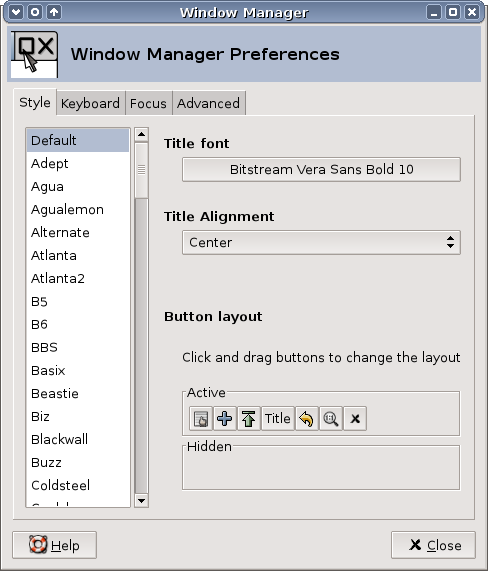 Window Manager
Window Manager Preferences
Style Keyboard Focus Advanced
Default
Adept
Agua
Agualemon
Alternate
Atlanta
Atlanta2
B5
B6
BBS
Basix
Beastie
Biz
Blackwall
Buzz
Coldsteel
Title font
Bitstream Vera Sans Bold 10
Title Alignment
Center
Button layout
Click and drag buttons to change the layout
Active
Title
Hidden
Help
Close